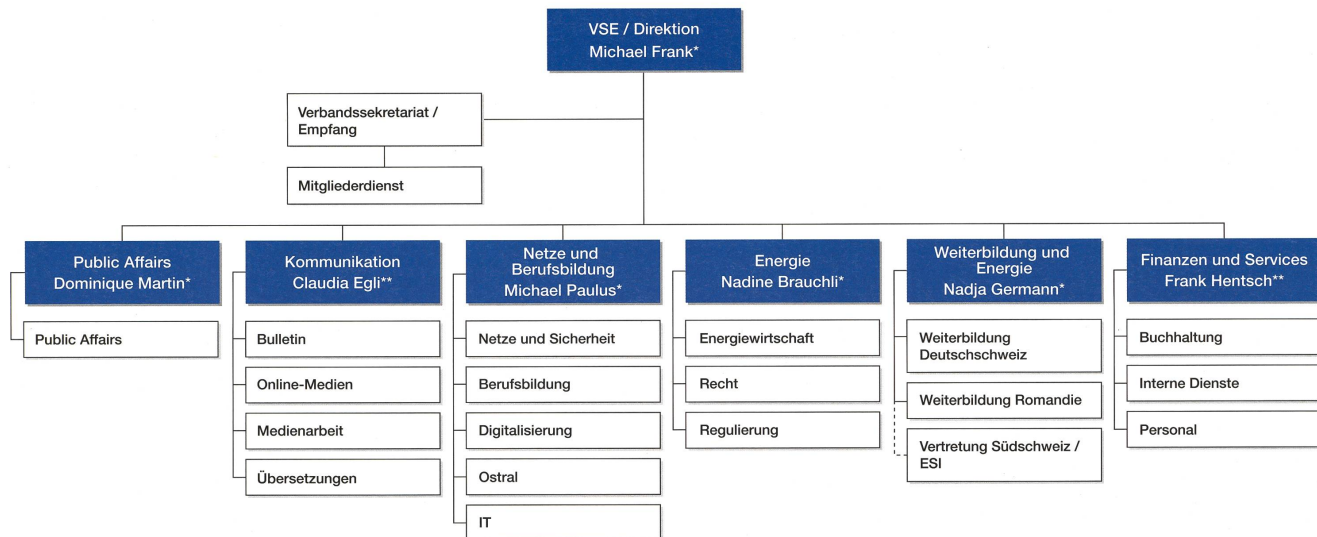 VSE / Direktion
Michael Frank*
Verbandssekretariat /
Empfang
Mitgliederdienst
Public Affairs
Dominique Martin*
Public Affairs
Kommunikation
Claudia Egli**
Bulletin
Online-Medien
Medienarbeit
Übersetzungen
Netze und
Berufsbildung
Michael Paulus*
Netze und Sicherheit
Berufsbildung
Digitalisierung
Ostral
IT
Energie
Nadine Brauchli*
Energiewirtschaft
Recht
Regulierung
Weiterbildung und
Energie
Nadja Germann*
Weiterbildung
Deutschschweiz
Weiterbildung Romandie
Vertretung Südschweiz /
ESI
Finanzen und Services
Frank Hentsch**
Buchhaltung
Interne Dienste
Personal